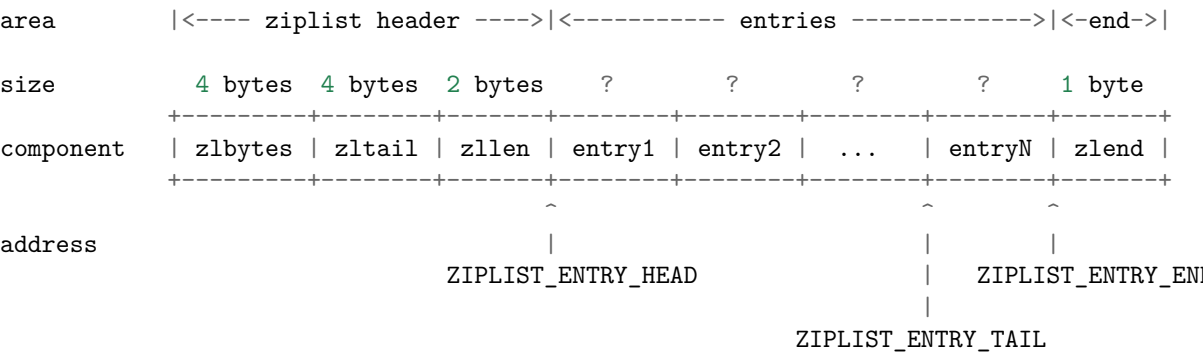 area |<---- ziplist header ---->|<----------- entries ------------->|<-end->|
size 4 bytes 4 bytes 2 bytes ? ? ? ? 1 byte
+---------+--------+-------+--------+--------+--------+--------+-------+
component | zlbytes | zltail | zllen | entry1 | entry2 | ... | entryN | zlend |
+---------+--------+-------+--------+--------+--------+--------+-------+
^ ^ ^
address | | |
ZIPLIST_ENTRY_HEAD | ZIPLIST_ENTRY_EN
|
ZIPLIST_ENTRY_TAIL